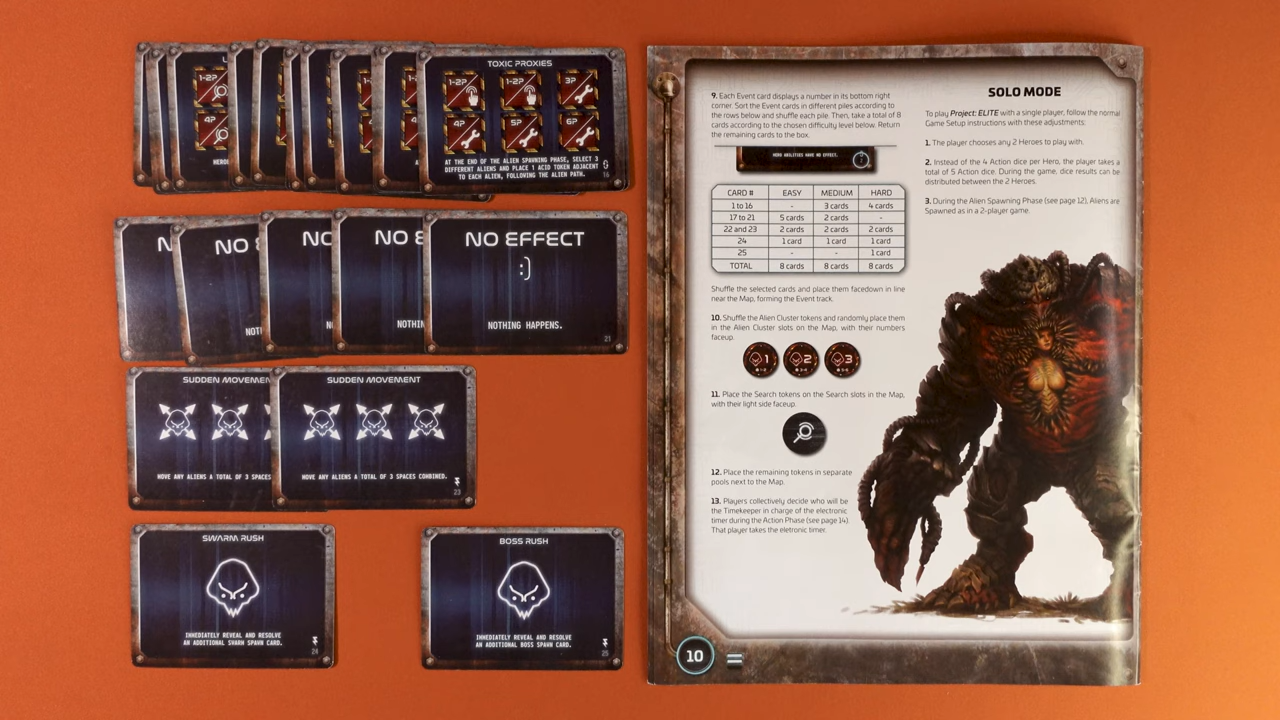 TOXIC PROXIES
1-2P
1-2P
1-2P
3P
4P
4P
5P
6P
AT THE END OF THE ALIEN SPAWNING PHASE, SELECT 3
DIFFERENT ALIENS AND PLACE 1 ACID TOKEN ADJACENT
TO EACH ALIEN, FOLLOWING THE ALIEN PATH.
16
NO EFFECT
:)
NOTHING HAPPENS.
21
SUDDEN MOVEMEN
MOVE ANY ALIENS A TOTAL OF 3 SPACES
SUDDEN MOVEMENT
MOVE ANY ALIENS A TOTAL OF 3 SPACES COMBINED.
23
SWARM RUSH
IMMEDIATELY REVEAL AND RESOLVE
AN ADDITIONAL SWARM SPAWN CARD.
24
BOSS RUSH
IMMEDIATELY REVEAL AND RESOLVE
AN ADDITIONAL BOSS SPAWN CARD.
25
9. Each Event card displays a number in its bottom right
corner. Sort the Event cards in different piles according to
the rows below and shuffle each pile. Then, take a total of 8
cards according to the chosen difficulty level below. Return
the remaining cards to the box.
HERO ABILITIES HAVE NO EFFECT.
CARD # EASY MEDIUM HARD
1 to 16 - 3 cards 4 cards
17 to 21 5 cards 2 cards -
22 and 23 2 cards 2 cards 2 cards
24 1 card 1 card 1 card
25 - - 1 card
TOTAL 8 cards 8 cards 8 cards
Shuffle the selected cards and place them facedown in line
near the Map, forming the Event track.
10. Shuffle the Alien Cluster tokens and randomly place them
in the Alien Cluster slots on the Map, with their numbers
faceup.
1 2 3
11. Place the Search tokens on the Search slots in the Map,
with their light side faceup.
12. Place the remaining tokens in separate
pools next to the Map.
13. Players collectively decide who will be
the Timekeeper in charge of the electronic
timer during the Action Phase (see page 14).
That player takes the eletronic timer.
SOLO MODE
To play Project: ELITE with a single player, follow the normal
Game Setup instructions with these adjustments:
1. The player chooses any 2 Heroes to play with.
2. Instead of the 4 Action dice per Hero, the player takes a
total of 5 Action dice. During the game, dice results can be
distributed between the 2 Heroes.
3. During the Alien Spawning Phase (see page 12), Aliens are
Spawned as in a 2-player game.
10